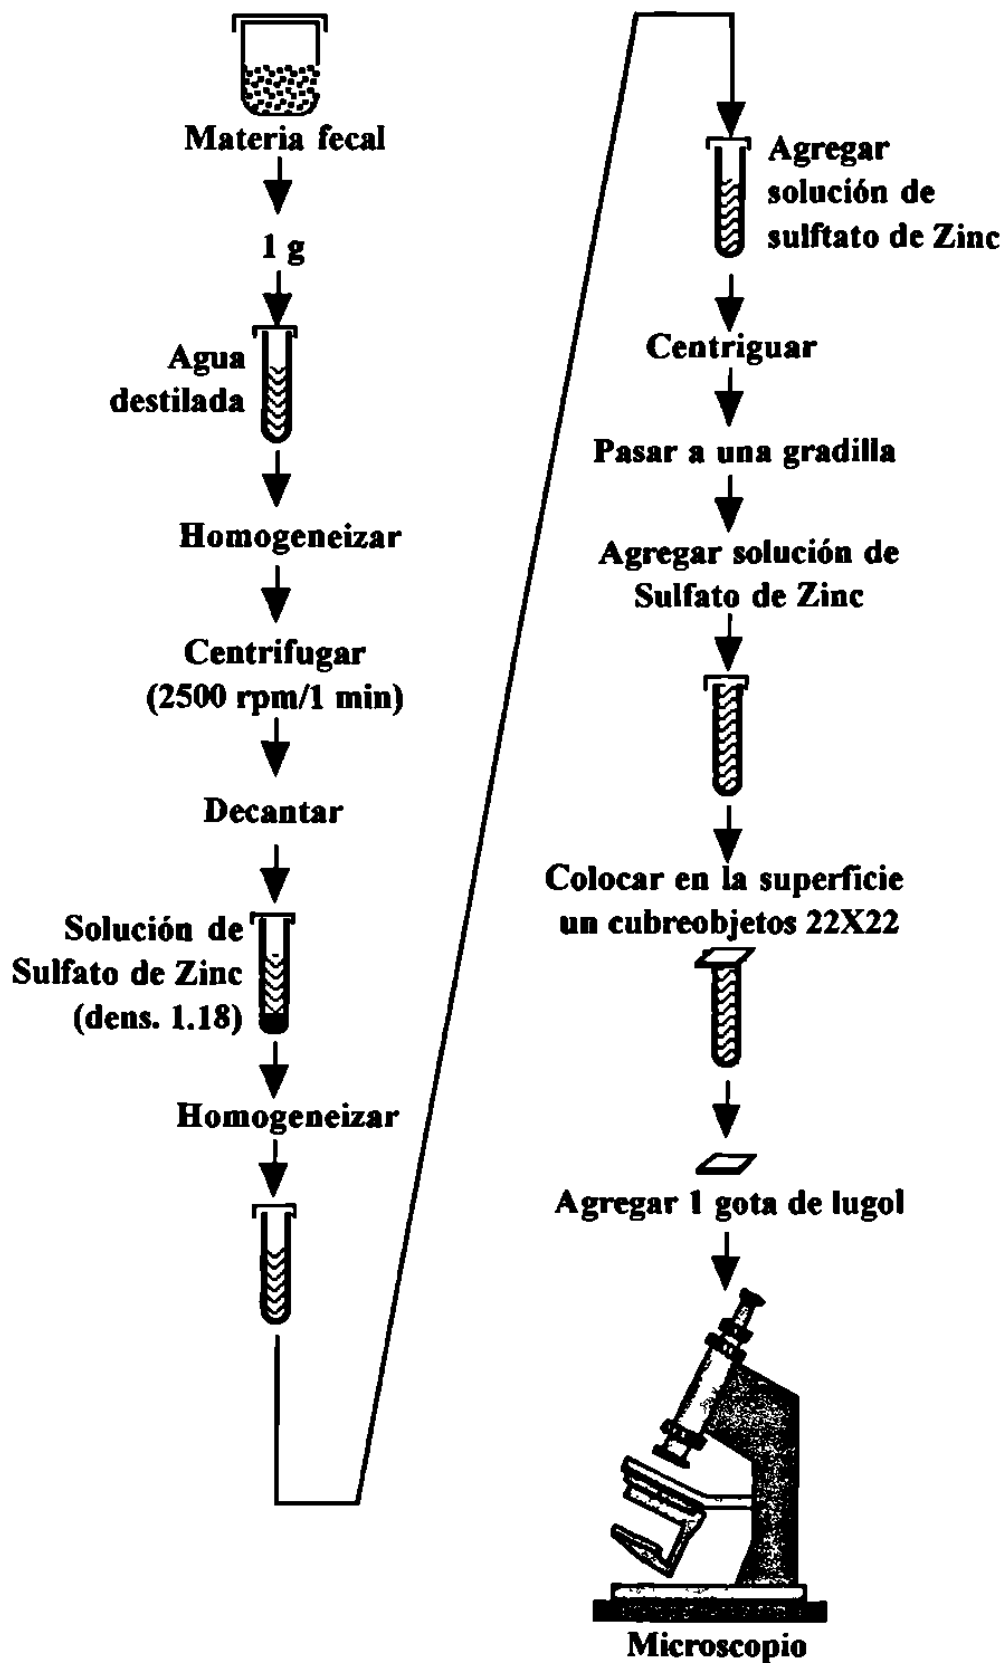 Materia fecal
1 g
Agua
destilada
Homogeneizar
Centrifugar
(2500 rpm/1 min)
Decantar
Solución de
Sulfato de Zinc
(dens. 1.18)
Homogeneizar
Agregar
solución de
sulftato de Zinc
Centriguar
Pasar a una gradilla
Agregar solución de
Sulfato de Zinc
Colocar en la superficie
un cubreobjetos 22X22
Agregar 1 gota de lugol
Microscopio